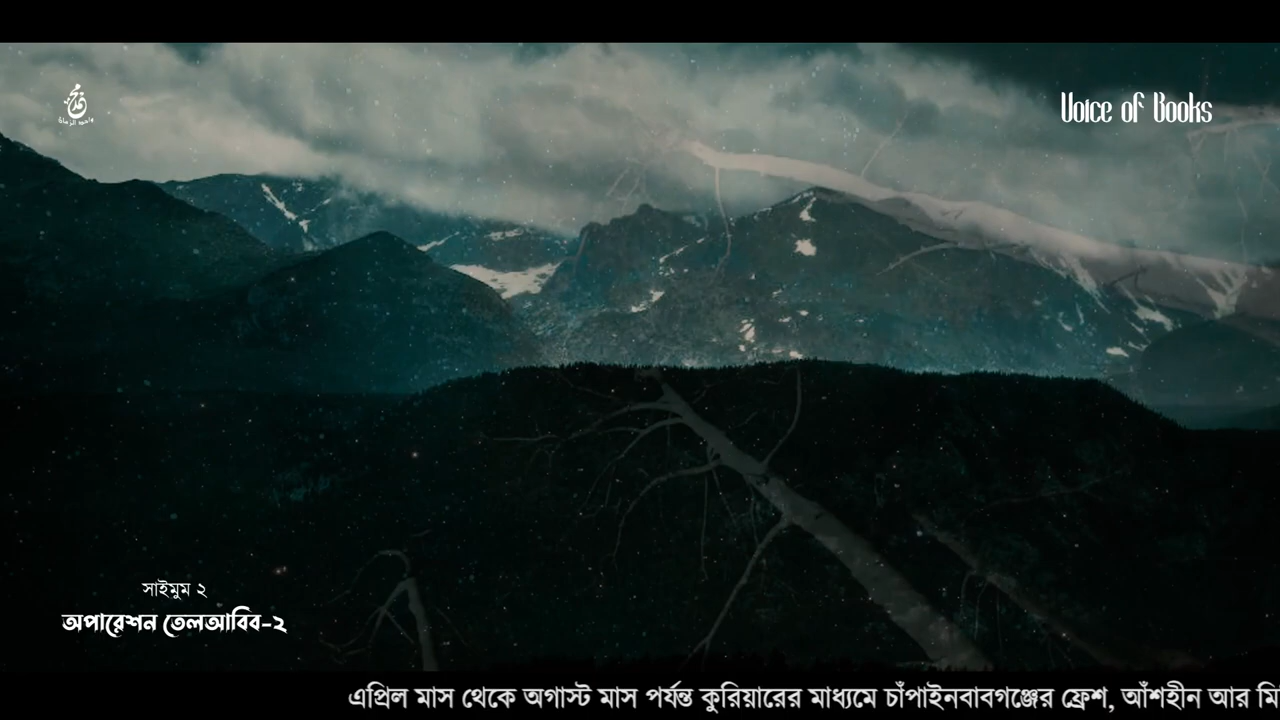 Voice of Books
সাইমুম ২
অপারেশন তেলআবিব-২
এপ্রিল মাস থেকে অগাস্ট মাস পর্যন্ত কুরিয়ারের মাধ্যমে চাঁপাইনবাবগঞ্জের ফ্রেশ, আঁশহীন আর মি